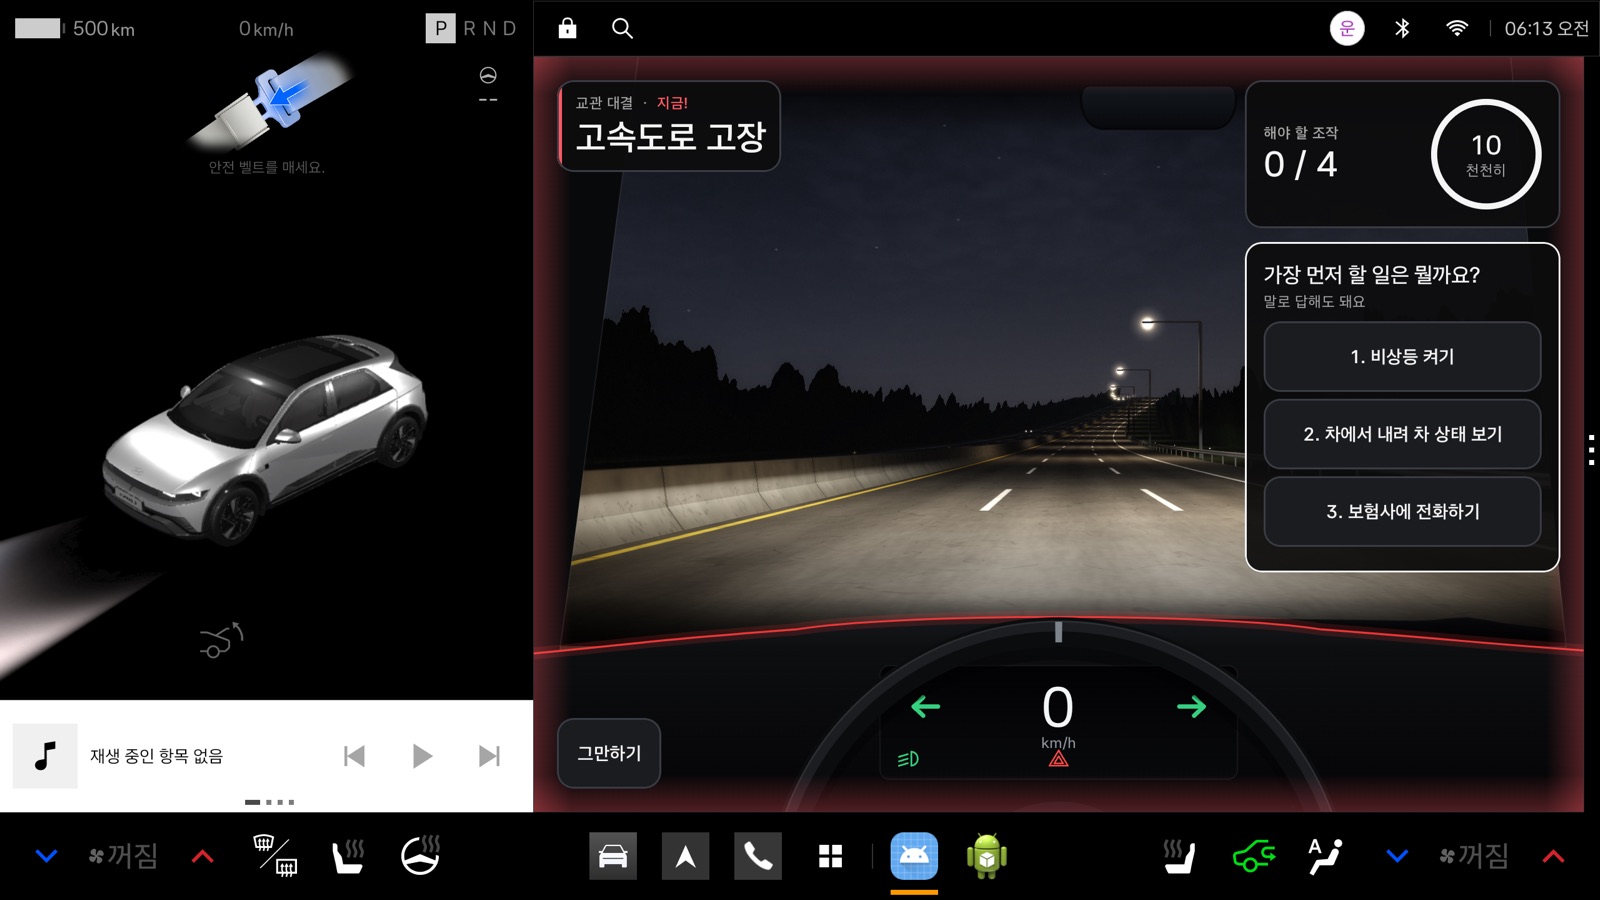 500 km
0 km/h
P R N D
안전 벨트를 매세요.
--
재생 중인 항목 없음
운
06:13 오전
교관 대결 · 지금!
고속도로 고장
해야 할 조작
0 / 4
10
천천히
가장 먼저 할 일은 뭘까요?
말로 답해도 돼요
1. 비상등 켜기
2. 차에서 내려 차 상태 보기
3. 보험사에 전화하기
0
km/h
그만하기
꺼짐
A
꺼짐